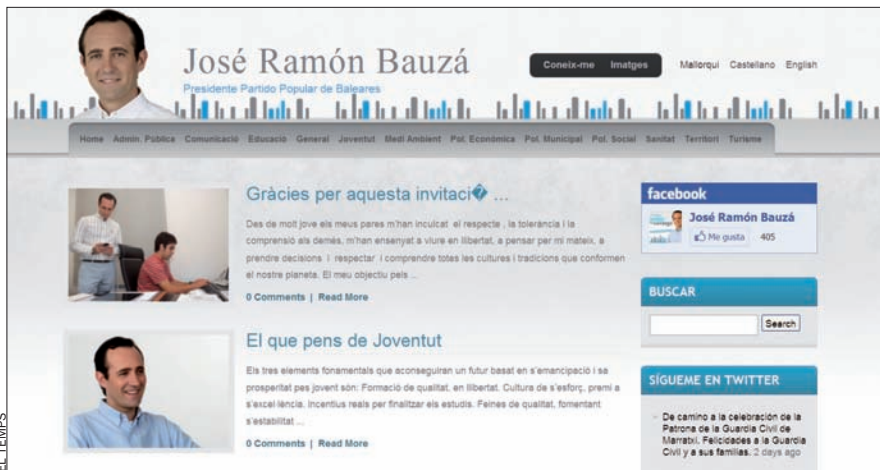 José Ramón Bauzá
Presidente Partido Popular de Baleares
Coneix-me Imatges
Mallorquí Castellano English
Home Admin. Pública Comunicació Educació General Joventut Medi Ambient Pol. Econòmica Pol. Municipal Pol. Social Sanitat Territori Turisme
Gràcies per aquesta invitaci� ...
Des de molt jove els meus pares m'han inculcat el respecte , la tolerància i la
comprensió als demés, m'han ensenyat a viure en llibertat, a pensar per mi mateix, a
prendre decisions i respectar i comprendre totes les cultures i tradicions que conformen
el nostre planeta. El meu objectiu pels ...
0 Comments | Read More
El que pens de Joventut
Els tres elements fonamentals que aconseguiran un futur basat en s'emancipació i sa
prosperitat pes jovent són: Formació de qualitat, en llibertat. Cultura de s'esforç, premi a
s'excel·lència. Incentius reals per finalitzar els estudis. Feines de qualitat, fomentant
s'estabilitat ...
0 Comments | Read More
facebook
José Ramón Bauzá
Me gusta 405
BUSCAR
Search
SÍGUEME EN TWITTER
De camino a la celebración de la
Patrona de la Guardia Civil de
Marratxí. Felicidades a la Guardia
Civil y a sus familias. 2 days ago
EL TEMPS